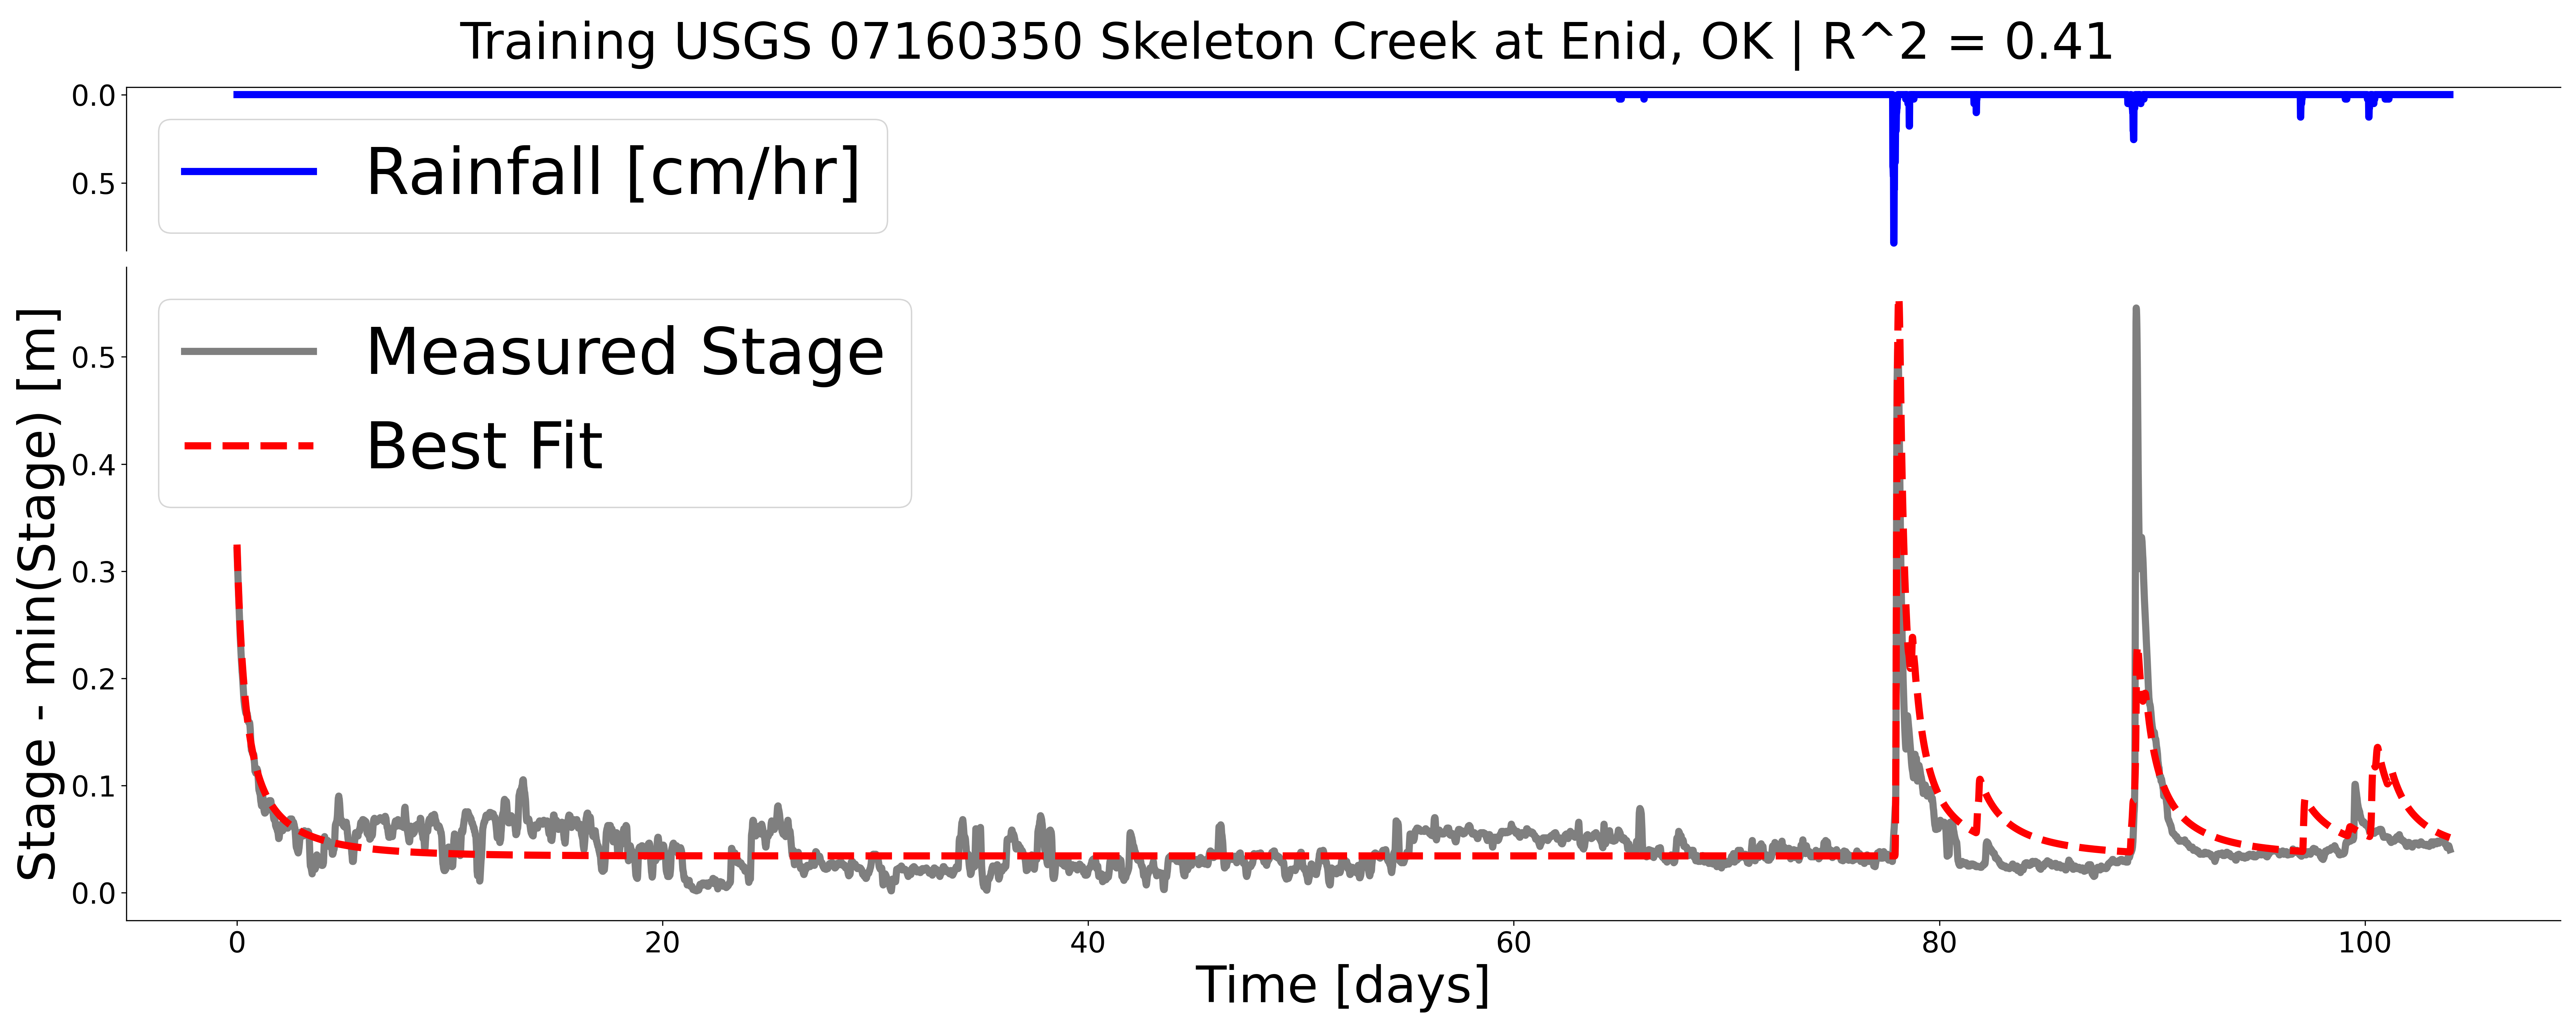 Training USGS 07160350 Skeleton Creek at Enid, OK | R^2 = 0.41
0.0
0.5
Rainfall [cm/hr]
Stage - min(Stage) [m]
0.5
0.4
0.3
0.2
0.1
0.0
Measured Stage
Best Fit
0 20 40 60 80 100
Time [days]